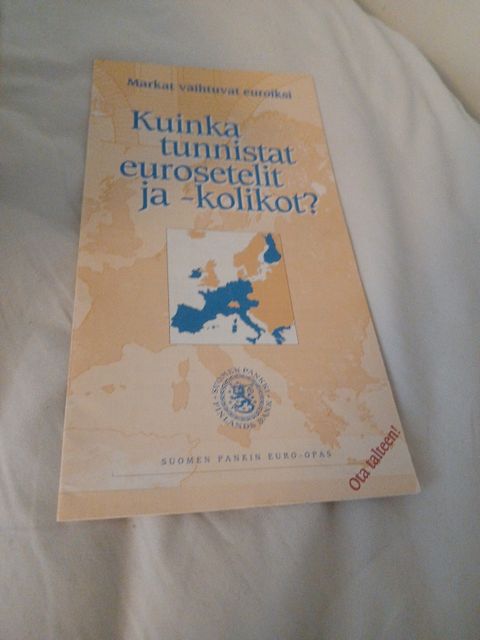 Markat vaihtuvat euroiksi
Kuinka
tunnistat
eurosetelit
ja -kolikot?
SUOMEN PANKKI
FINLANDS BANK
SUOMEN PANKIN EURO-OPAS
Ota talteen!